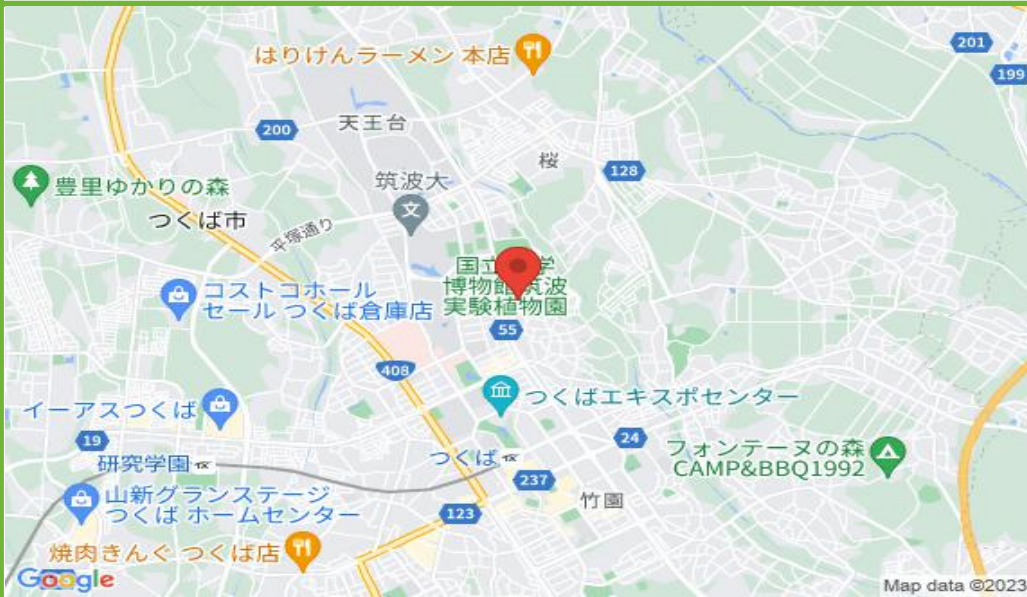 はりけんラーメン 本店
201
199
200
天王台
桜
128
筑波大
文
豊里ゆかりの森
つくば市
平塚通り
国立 学
博物館筑波
実験植物園
コストコホール
セール つくば倉庫店
55
408
つくばエキスポセンター
イーアスつくば
19
24
研究学園
つくば
フォンテーヌの森
CAMP&BBQ1992
237
山新グランステージ
つくば ホームセンター
竹園
123
焼肉きんぐ つくば店
Google
Map data ©2023